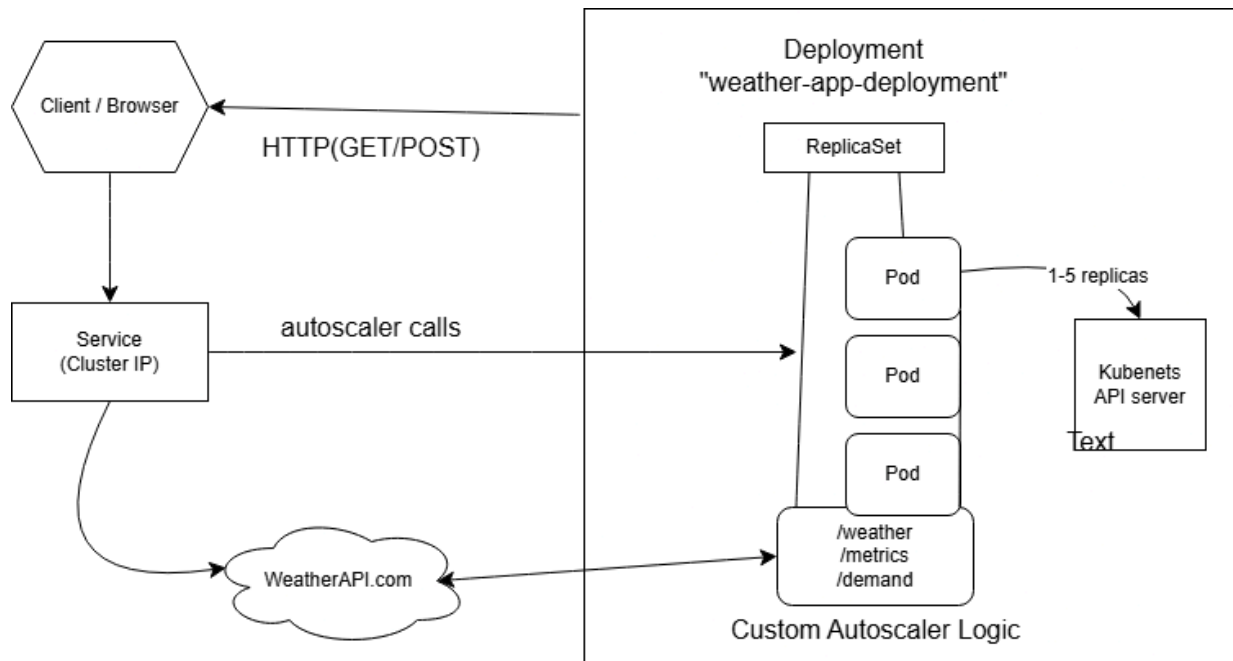 Client / Browser
HTTP(GET/POST)
Service
(Cluster IP)
autoscaler calls
WeatherAPI.com
Deployment
"weather-app-deployment"
ReplicaSet
Pod
Pod
Pod
1-5 replicas
Kubenets
API server
Text
/weather
/metrics
/demand
Custom Autoscaler Logic